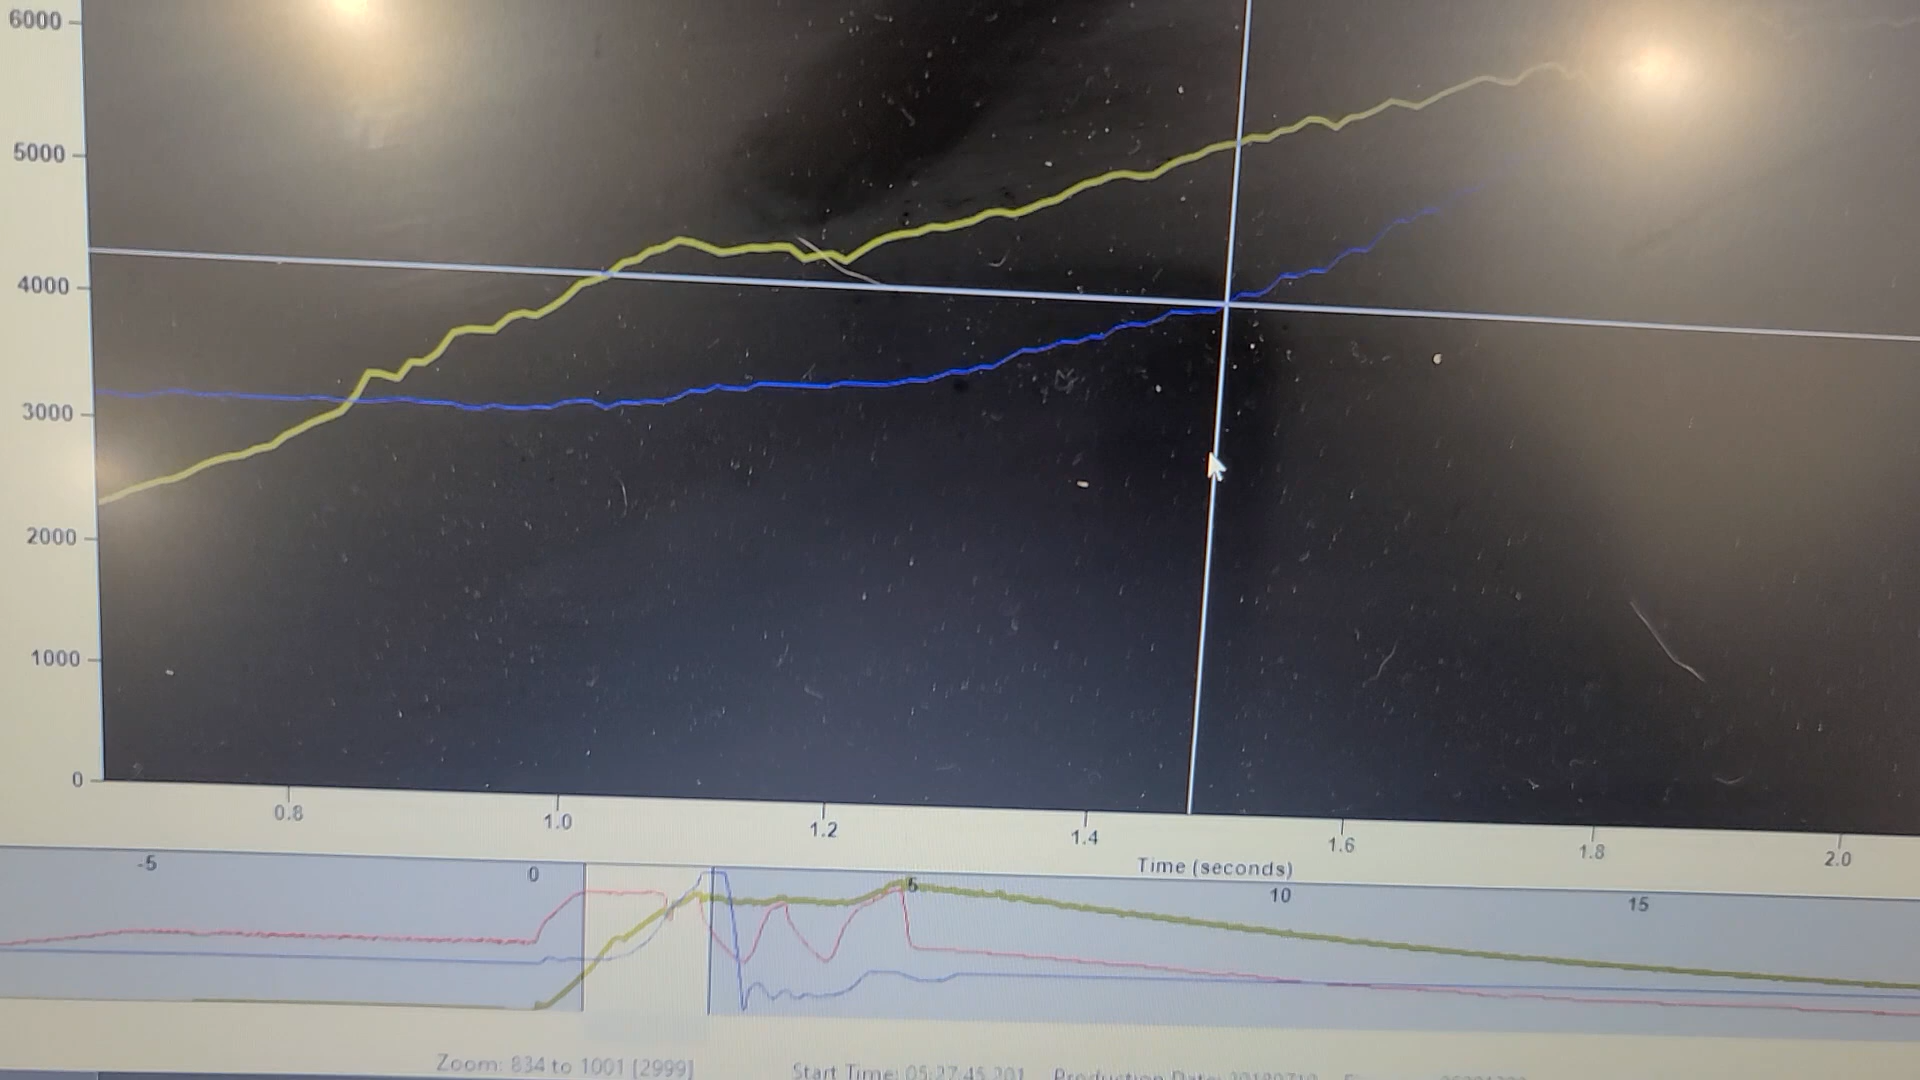 6000
5000
4000
3000
2000
1000
0
0.8 1.0 1.2 1.4 1.6 1.8 2.0
Time (seconds)
-5 0 5 10 15
Zoom: 834 to 1001 [2999] Start Time: 05:27:45.201 Production Date: 20180710